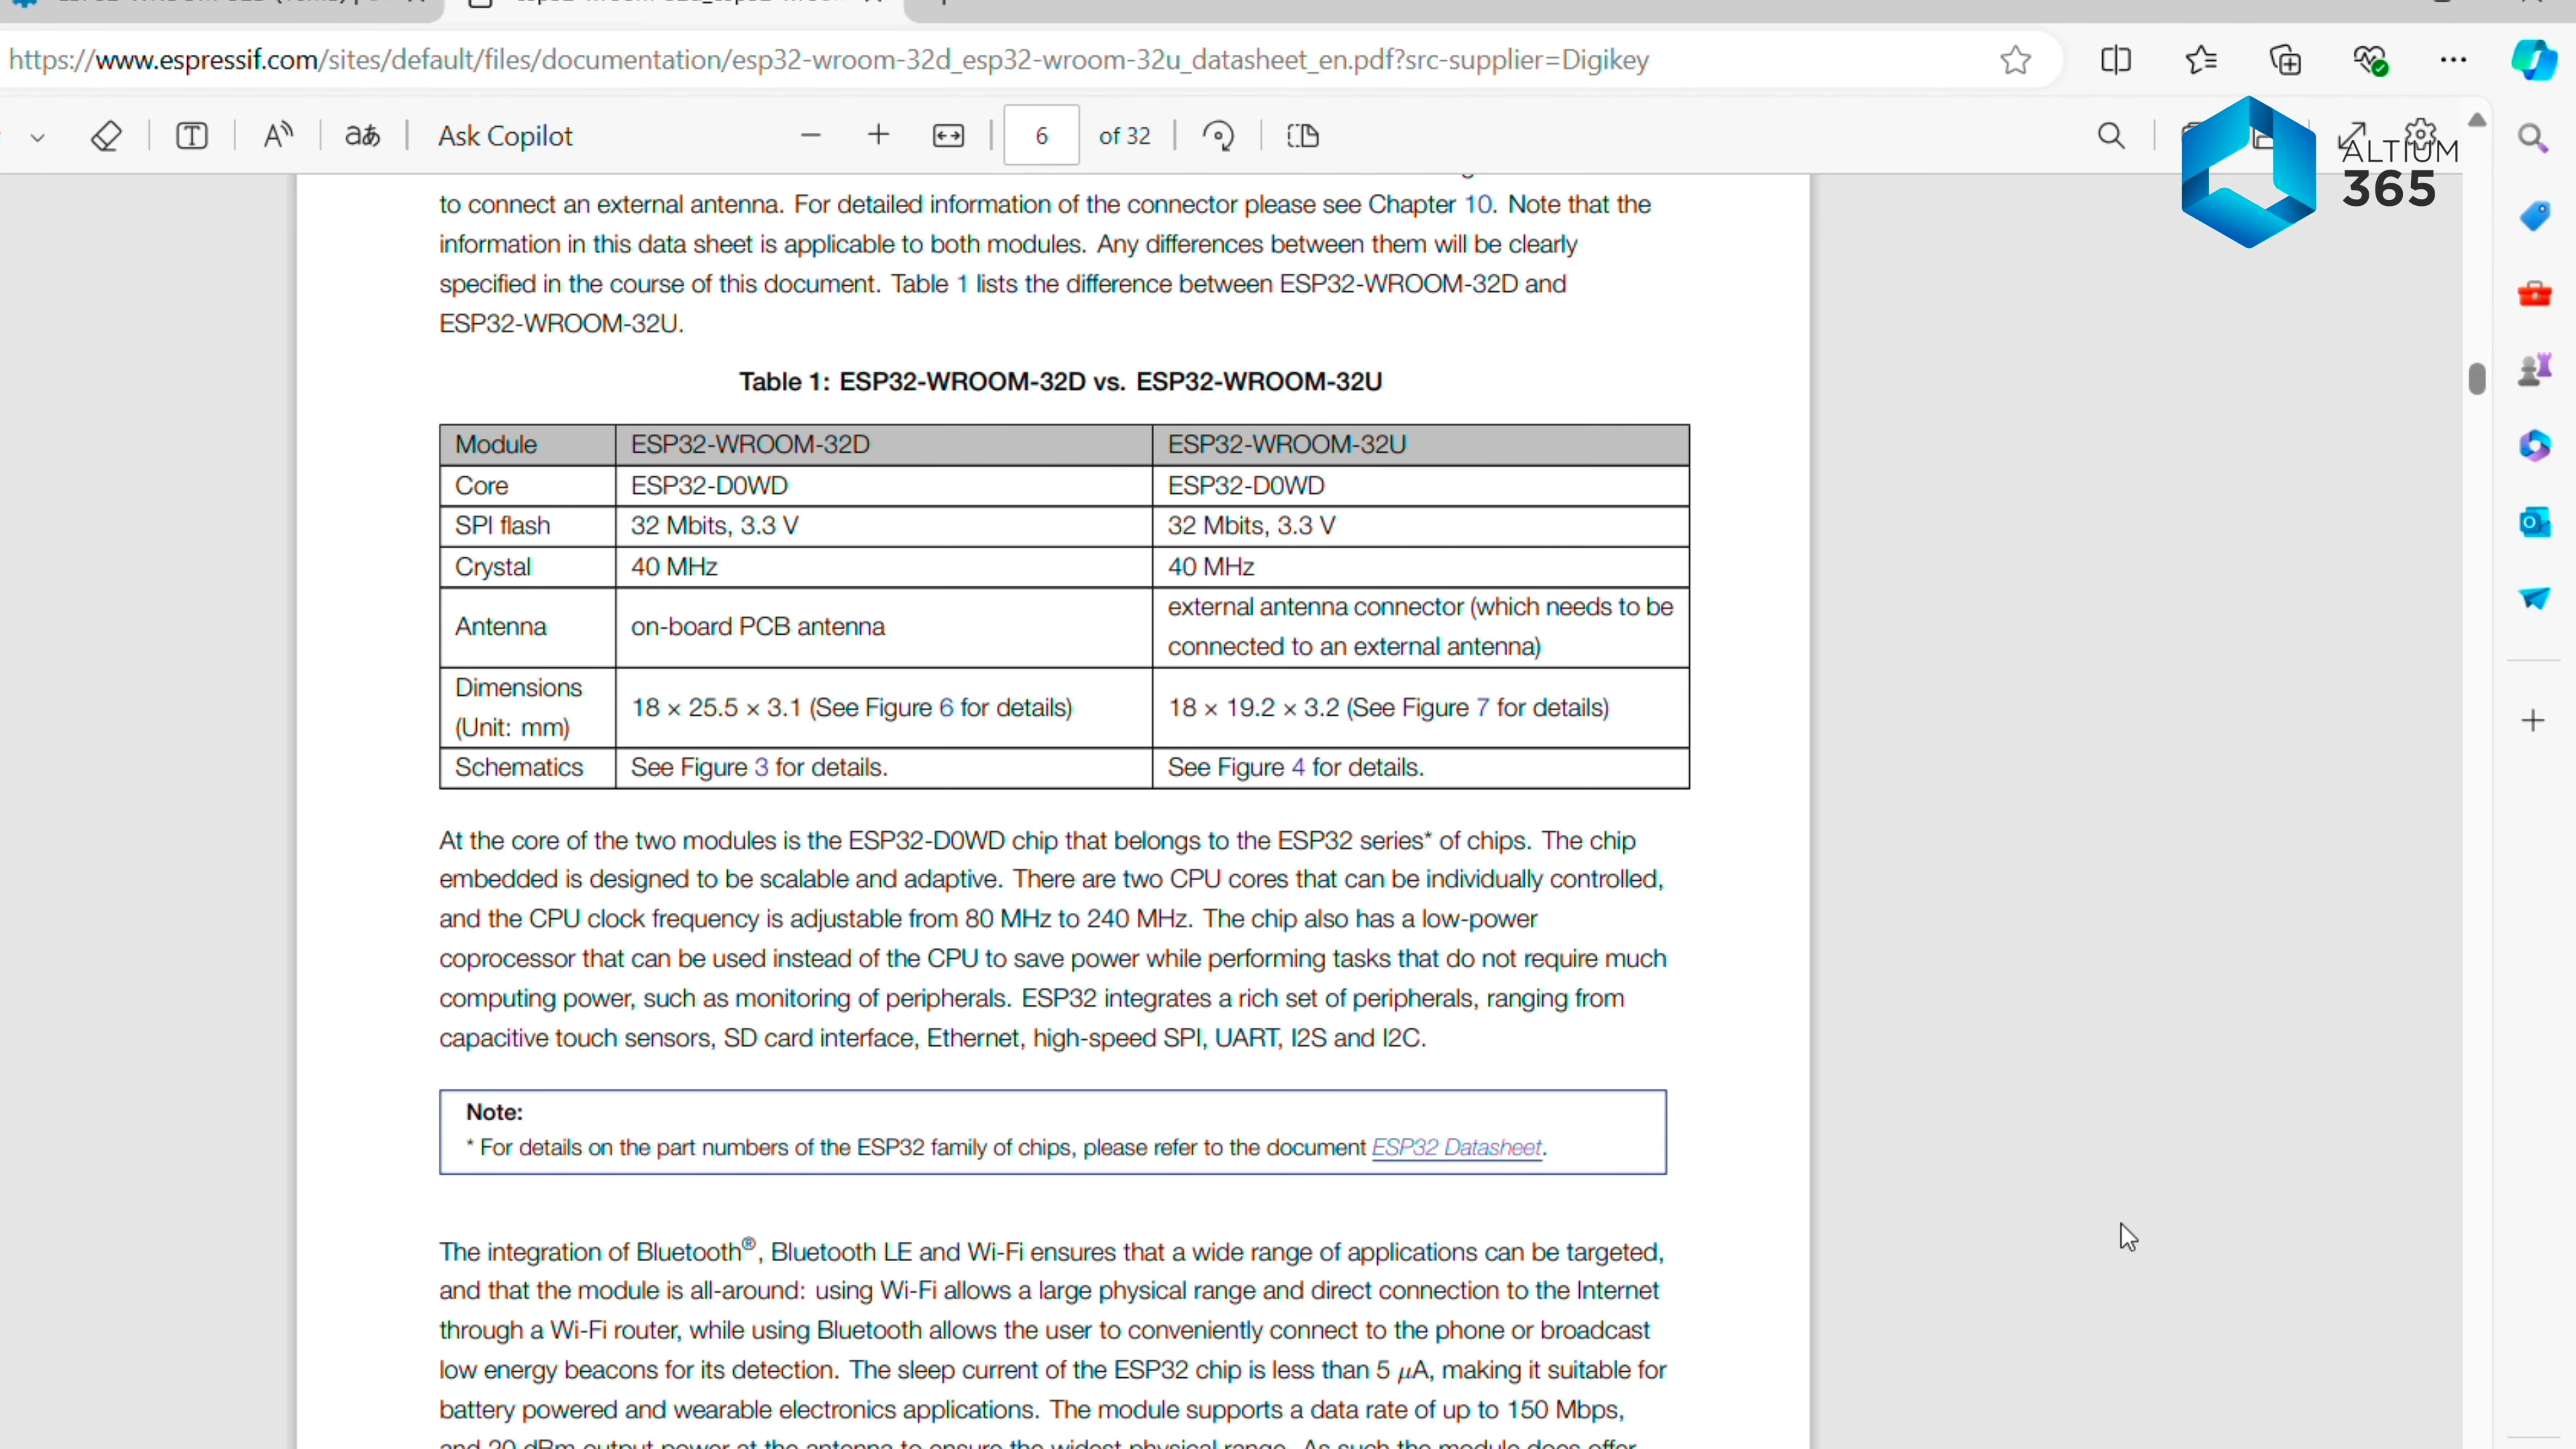 https://www.espressif.com/sites/default/files/documentation/esp32-wroom-32d_esp32-wroom-32u_datasheet_en.pdf?src-supplier=Digikey
Ask Copilot
6 of 32
ALTIUM
365
to connect an external antenna. For detailed information of the connector please see Chapter 10. Note that the
information in this data sheet is applicable to both modules. Any differences between them will be clearly
specified in the course of this document. Table 1 lists the difference between ESP32-WROOM-32D and
ESP32-WROOM-32U.
Table 1: ESP32-WROOM-32D vs. ESP32-WROOM-32U
Module ESP32-WROOM-32D ESP32-WROOM-32U
Core ESP32-D0WD ESP32-D0WD
SPI flash 32 Mbits, 3.3 V 32 Mbits, 3.3 V
Crystal 40 MHz 40 MHz
Antenna on-board PCB antenna external antenna connector (which needs to be
connected to an external antenna)
Dimensions
(Unit: mm) 18 × 25.5 × 3.1 (See Figure 6 for details) 18 × 19.2 × 3.2 (See Figure 7 for details)
Schematics See Figure 3 for details. See Figure 4 for details.
At the core of the two modules is the ESP32-D0WD chip that belongs to the ESP32 series* of chips. The chip
embedded is designed to be scalable and adaptive. There are two CPU cores that can be individually controlled,
and the CPU clock frequency is adjustable from 80 MHz to 240 MHz. The chip also has a low-power
coprocessor that can be used instead of the CPU to save power while performing tasks that do not require much
computing power, such as monitoring of peripherals. ESP32 integrates a rich set of peripherals, ranging from
capacitive touch sensors, SD card interface, Ethernet, high-speed SPI, UART, I2S and I2C.
Note:
* For details on the part numbers of the ESP32 family of chips, please refer to the document ESP32 Datasheet.
The integration of Bluetooth®, Bluetooth LE and Wi-Fi ensures that a wide range of applications can be targeted,
and that the module is all-around: using Wi-Fi allows a large physical range and direct connection to the Internet
through a Wi-Fi router, while using Bluetooth allows the user to conveniently connect to the phone or broadcast
low energy beacons for its detection. The sleep current of the ESP32 chip is less than 5 μA, making it suitable for
battery powered and wearable electronics applications. The module supports a data rate of up to 150 Mbps,
and 20 dBm output power at the antenna to ensure the widest physical range. As such the module does offer